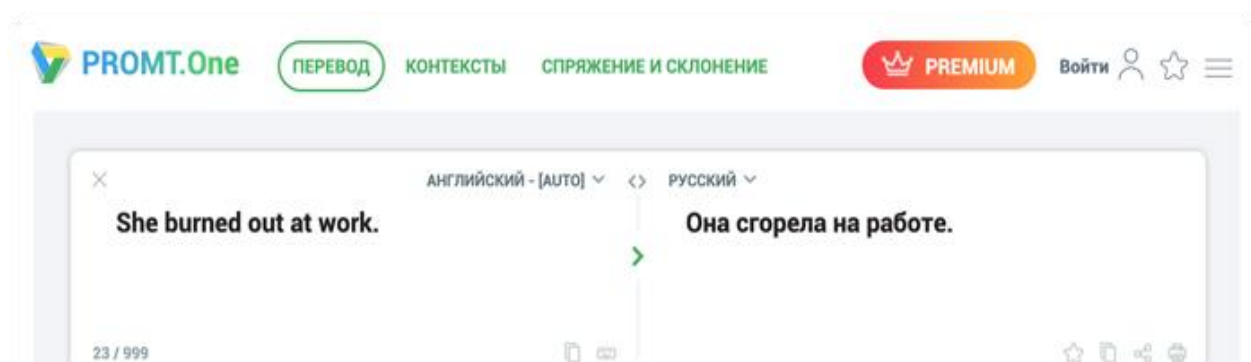 PROMT.One ПЕРЕВОД КОНТЕКСТЫ СПРЯЖЕНИЕ И СКЛОНЕНИЕ PREMIUM Войти
АНГЛИЙСКИЙ - [AUTO] <> РУССКИЙ
She burned out at work. Она сгорела на работе.
23 / 999